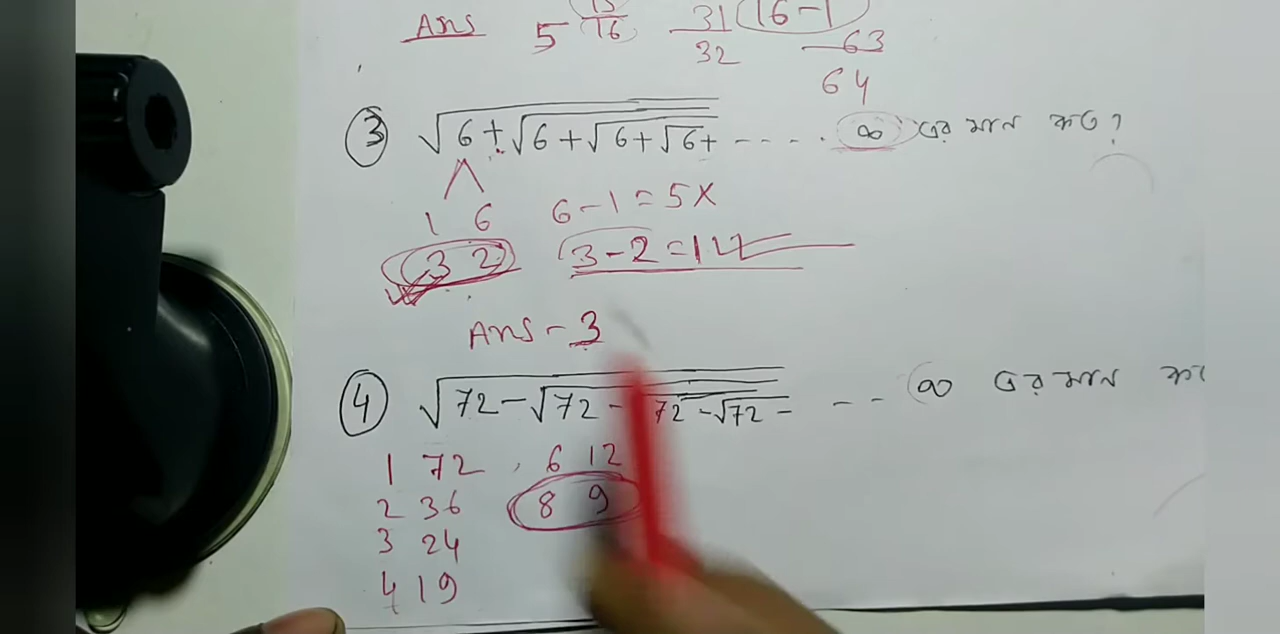 Ans 5 15/16 31/32 (16-1 63/64
③ √6+√6+√6+√6+ - - - - . ∞ এর মান কত?
1 6 6-1=5X
3 2 3-2=1
Ans - 3
④ √72-√72-√72-√72- - - ∞ এর মান
1 72 , 6 12
2 36 8 9
3 24
4 19